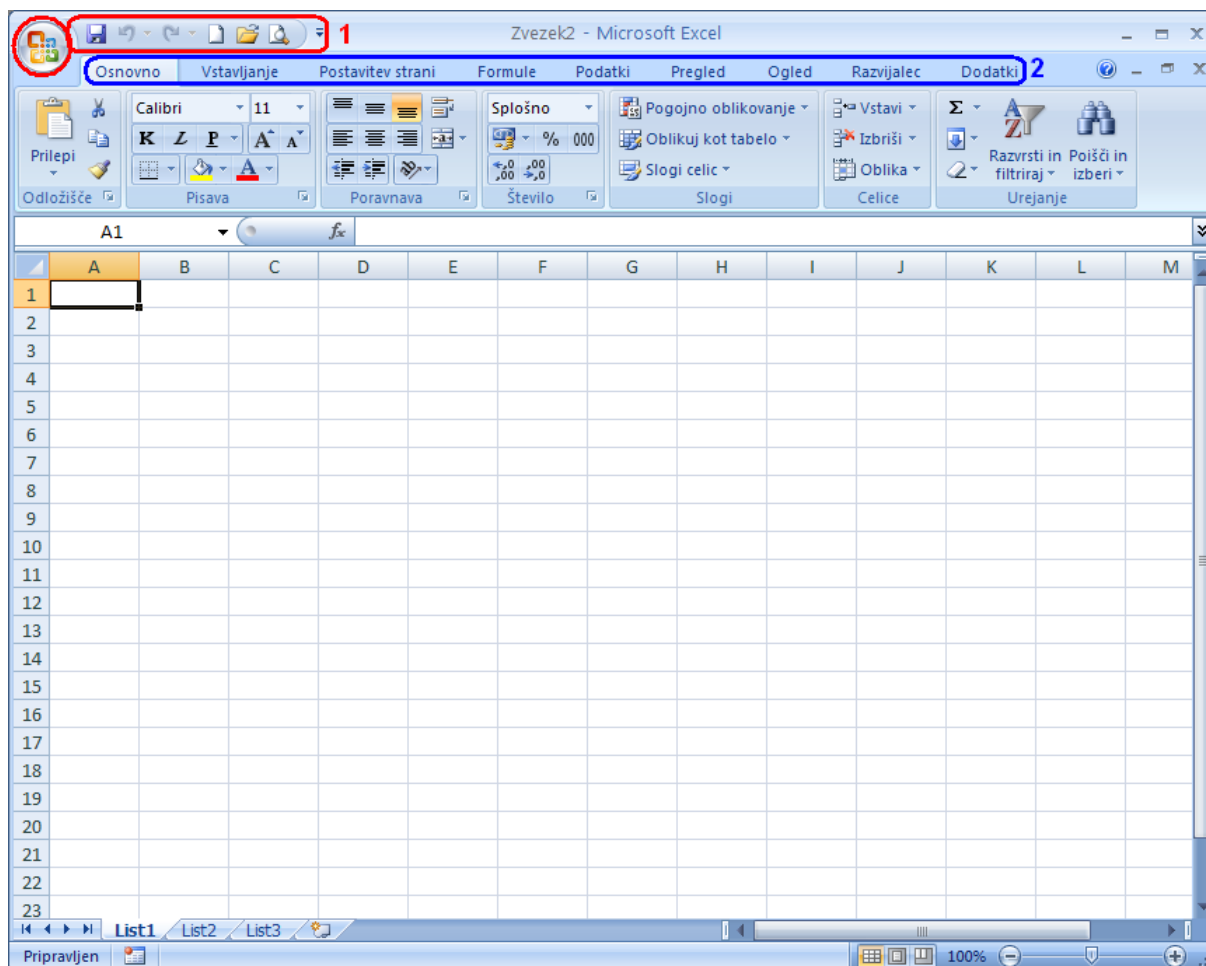 1
Zvezek2 - Microsoft Excel
Osnovno Vstavljanje Postavitev strani Formule Podatki Pregled Ogled Razvijalec Dodatki 2
Calibri 11 Splošno Pogojno oblikovanje Vstavi Σ
K L P A A % 000 Oblikuj kot tabelo Izbriši
Prilepi Slogi celic Oblika Razvrsti in filtriraj Poišči in izberi
Odložišče Pisava Poravnava Število Slogi Celice Urejanje
A1 fx
A B C D E F G H I J K L M
1
2
3
4
5
6
7
8
9
10
11
12
13
14
15
16
17
18
19
20
21
22
23
List1 List2 List3
Pripravljen 100%